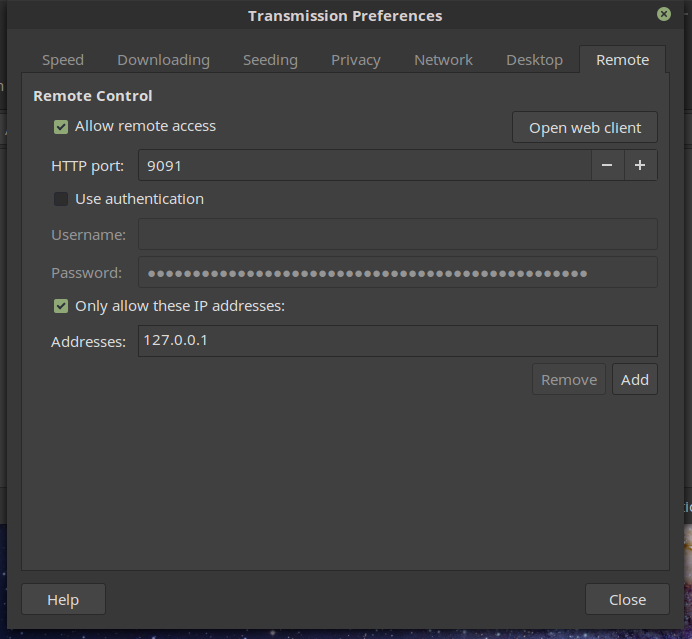 Transmission Preferences
Speed Downloading Seeding Privacy Network Desktop Remote
Remote Control
Allow remote access
Open web client
HTTP port: 9091 − +
Use authentication
Username:
Password: ●●●●●●●●●●●●●●●●●●●●●●●●●●●●●●●●●●●●●●●●●●●●●●●●●
Only allow these IP addresses:
Addresses: 127.0.0.1
Remove Add
Help Close